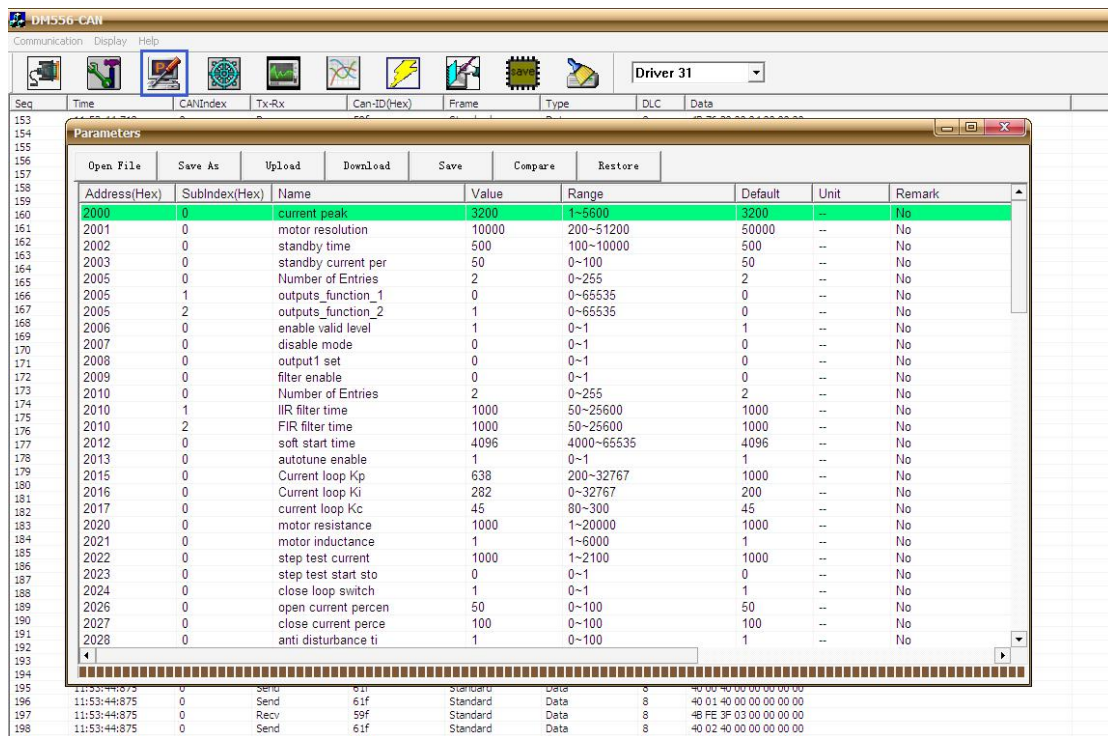 DM556-CAN
Communication Display Help
save Driver 31
Seq Time CANIndex Tx-Rx Can-ID(Hex) Frame Type DLC Data
153
154
155
156
157
158
159
160
161
162
163
164
165
166
167
168
169
170
171
172
173
174
175
176
177
178
179
180
181
182
183
184
185
186
187
188
189
190
191
192
193
194
Parameters
Open File Save As Upload Download Save Compare Restore
Address(Hex) SubIndex(Hex) Name Value Range Default Unit Remark
2000 0 current peak 3200 1~5600 3200 -- No
2001 0 motor resolution 10000 200~51200 50000 -- No
2002 0 standby time 500 100~10000 500 -- No
2003 0 standby current per 50 0~100 50 -- No
2005 0 Number of Entries 2 0~255 2 -- No
2005 1 outputs_function_1 0 0~65535 0 -- No
2005 2 outputs_function_2 1 0~65535 0 -- No
2006 0 enable valid level 1 0~1 1 -- No
2007 0 disable mode 0 0~1 0 -- No
2008 0 output1 set 0 0~1 0 -- No
2009 0 filter enable 0 0~1 0 -- No
2010 0 Number of Entries 2 0~255 2 -- No
2010 1 IIR filter time 1000 50~25600 1000 -- No
2010 2 FIR filter time 1000 50~25600 1000 -- No
2012 0 soft start time 4096 4000~65535 4096 -- No
2013 0 autotune enable 1 0~1 1 -- No
2015 0 Current loop Kp 638 200~32767 1000 -- No
2016 0 Current loop Ki 282 0~32767 200 -- No
2017 0 current loop Kc 45 80~300 45 -- No
2020 0 motor resistance 1000 1~20000 1000 -- No
2021 0 motor inductance 1 1~6000 1 -- No
2022 0 step test current 1000 1~2100 1000 -- No
2023 0 step test start sto 0 0~1 0 -- No
2024 0 close loop switch 1 0~1 1 -- No
2026 0 open current percen 50 0~100 50 -- No
2027 0 close current perce 100 0~100 100 -- No
2028 0 anti disturbance ti 1 0~100 1 -- No
195 11:53:44:875 0 Send 61f Standard Data 8 40 00 40 00 00 00 00 00
196 11:53:44:875 0 Send 61f Standard Data 8 40 01 40 00 00 00 00 00
197 11:53:44:875 0 Recv 59f Standard Data 8 4B FE 3F 03 00 00 00 00
198 11:53:44:875 0 Send 61f Standard Data 8 40 02 40 00 00 00 00 00